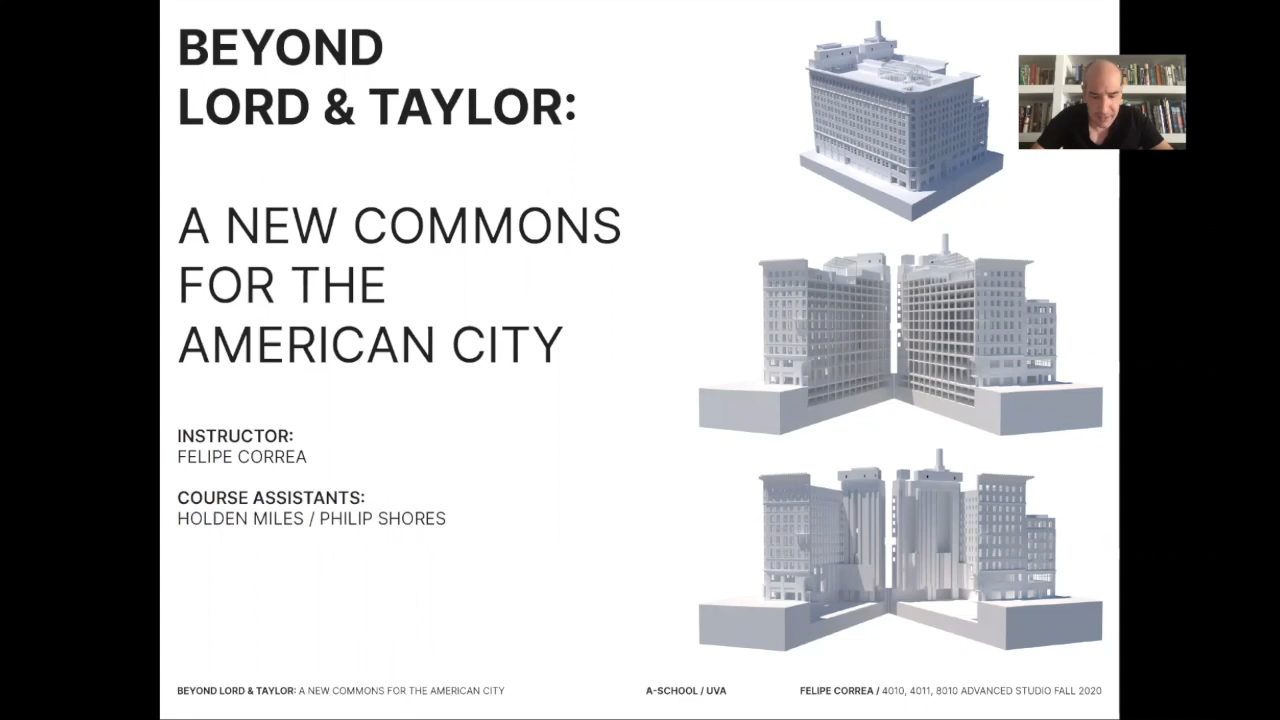 BEYOND
LORD & TAYLOR:
A NEW COMMONS
FOR THE
AMERICAN CITY
INSTRUCTOR:
FELIPE CORREA
COURSE ASSISTANTS:
HOLDEN MILES / PHILIP SHORES
BEYOND LORD & TAYLOR: A NEW COMMONS FOR THE AMERICAN CITY
A-SCHOOL / UVA
FELIPE CORREA / 4010, 4011, 8010 ADVANCED STUDIO FALL 2020